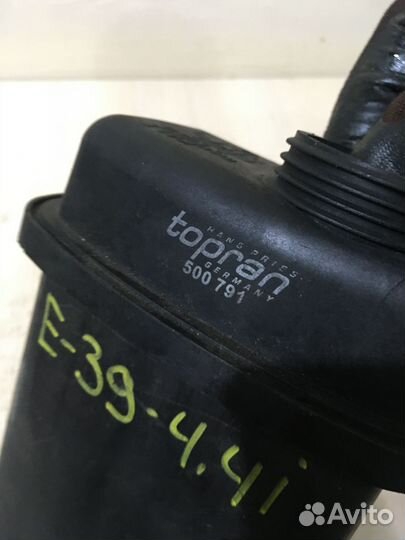 HANS PRIES
topran
GERMANY
500 791
E-39-4.4i
Avito